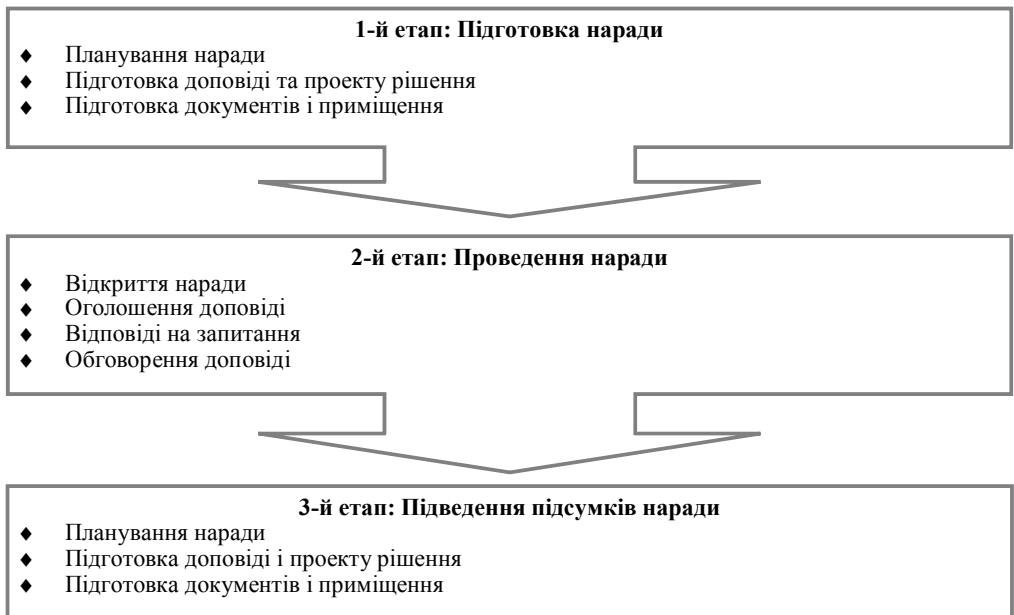 1-й етап: Підготовка наради
♦ Планування наради
♦ Підготовка доповіді та проекту рішення
♦ Підготовка документів і приміщення
2-й етап: Проведення наради
♦ Відкриття наради
♦ Оголошення доповіді
♦ Відповіді на запитання
♦ Обговорення доповіді
3-й етап: Підведення підсумків наради
♦ Планування наради
♦ Підготовка доповіді і проекту рішення
♦ Підготовка документів і приміщення